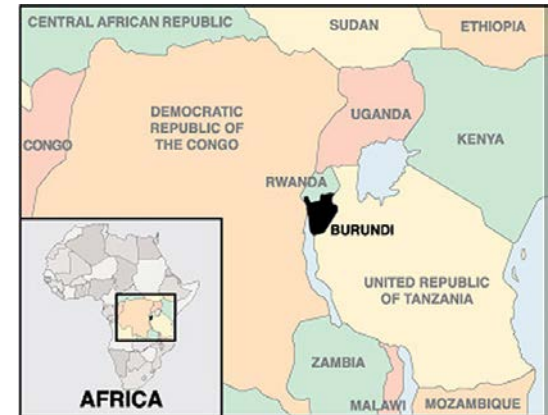 CENTRAL AFRICAN REPUBLIC
SUDAN
ETHIOPIA
DEMOCRATIC
REPUBLIC OF
THE CONGO
UGANDA
CONGO
KENYA
RWANDA
BURUNDI
UNITED REPUBLIC
OF TANZANIA
ZAMBIA
AFRICA
MALAWI
MOZAMBIQUE